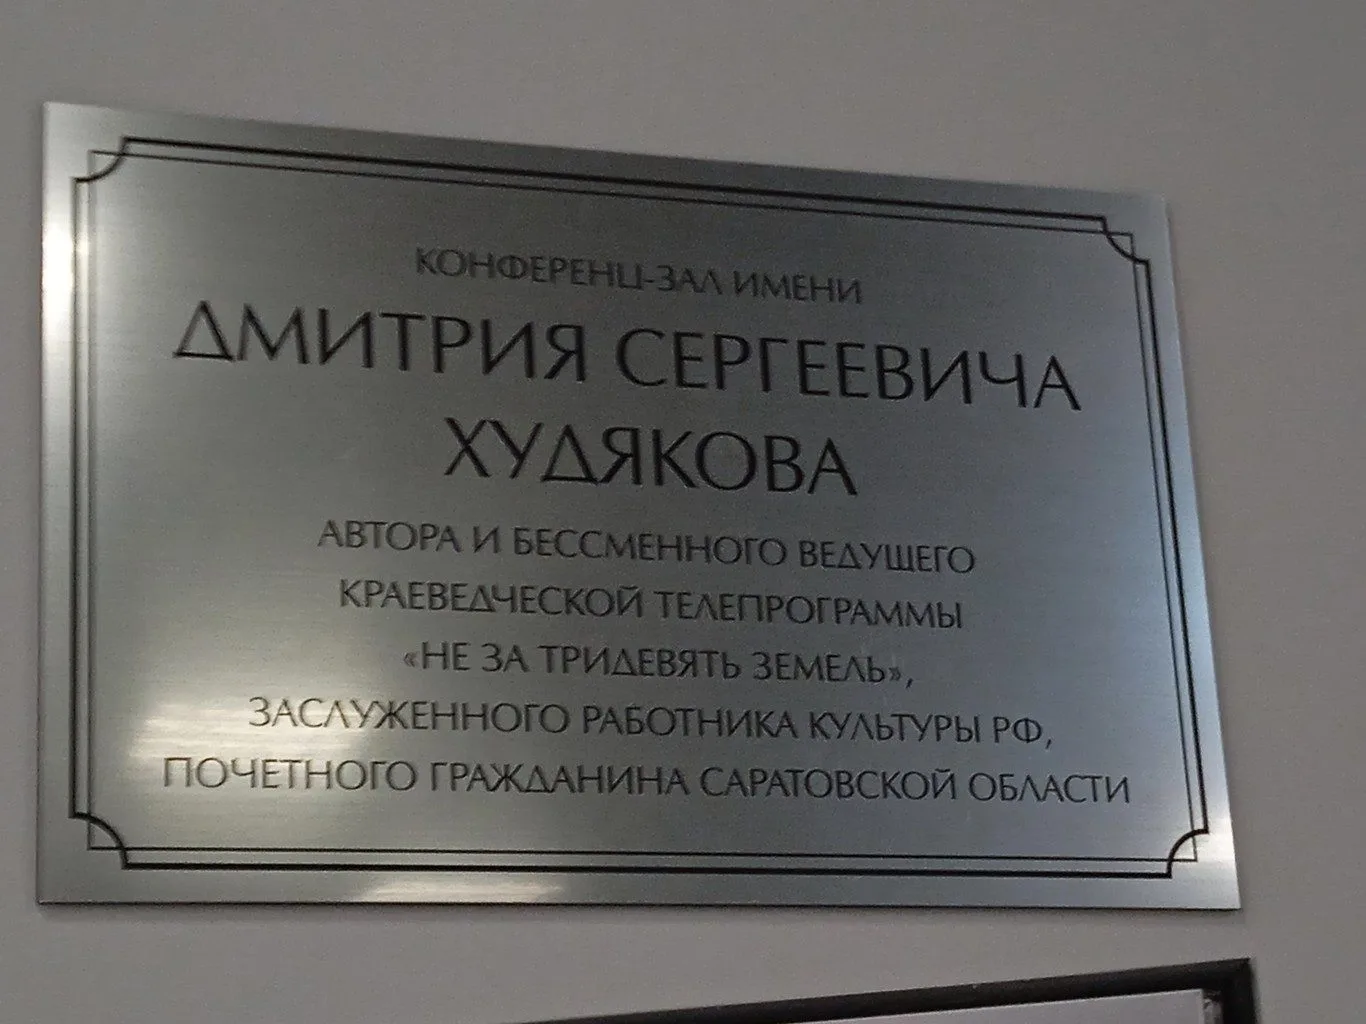 КОНФЕРЕНЦ-ЗАЛ ИМЕНИ
ДМИТРИЯ СЕРГЕЕВИЧА
ХУДЯКОВА
АВТОРА И БЕССМЕННОГО ВЕДУЩЕГО
КРАЕВЕДЧЕСКОЙ ТЕЛЕПРОГРАММЫ
«НЕ ЗА ТРИДЕВЯТЬ ЗЕМЕЛЬ»,
ЗАСЛУЖЕННОГО РАБОТНИКА КУЛЬТУРЫ РФ,
ПОЧЕТНОГО ГРАЖДАНИНА САРАТОВСКОЙ ОБЛАСТИ